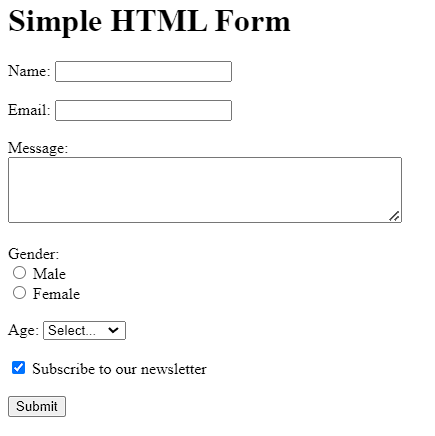 Simple HTML Form
Name:
Email:
Message:
Gender:
Male
Female
Age: Select...
Subscribe to our newsletter
Submit